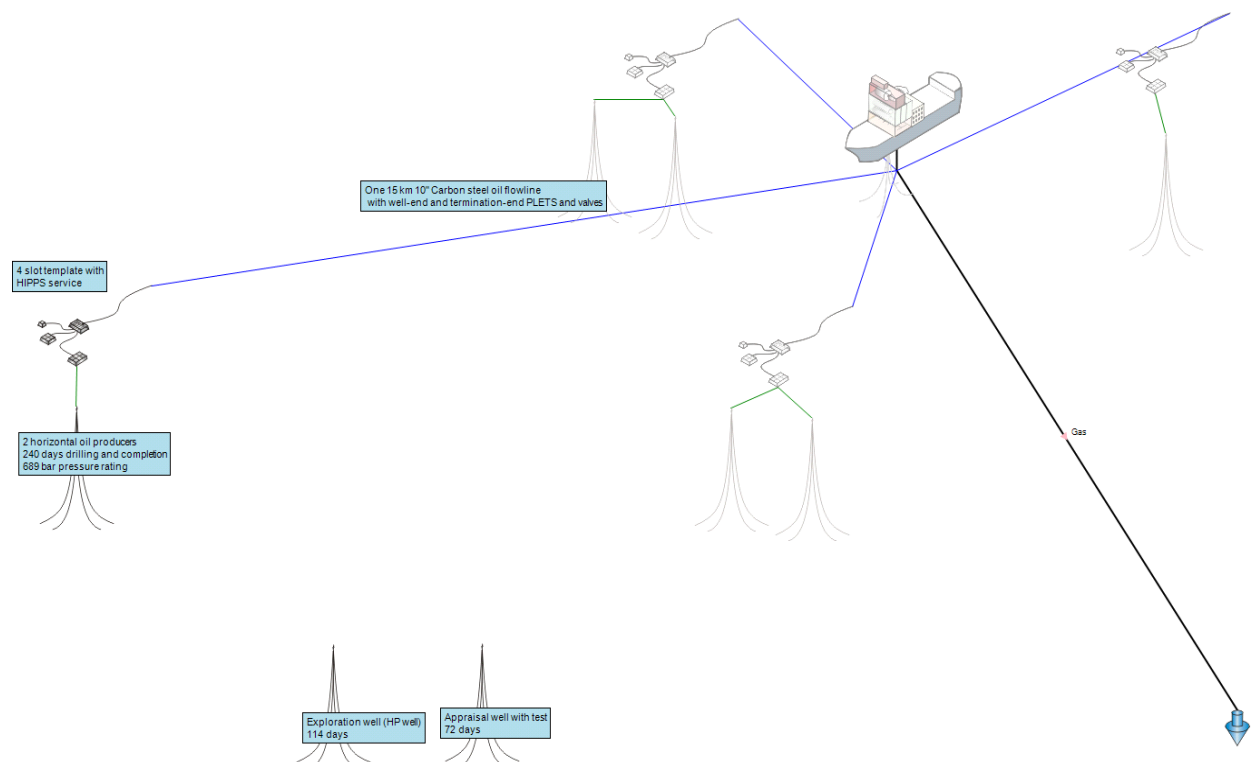 One 15 km 10" Carbon steel oil flowline
with well-end and termination-end PLETS and valves
4 slot template with
HIPPS service
2 horizontal oil producers
240 days drilling and completion
689 bar pressure rating
Gas
Exploration well (HP well)
114 days
Appraisal well with test
72 days